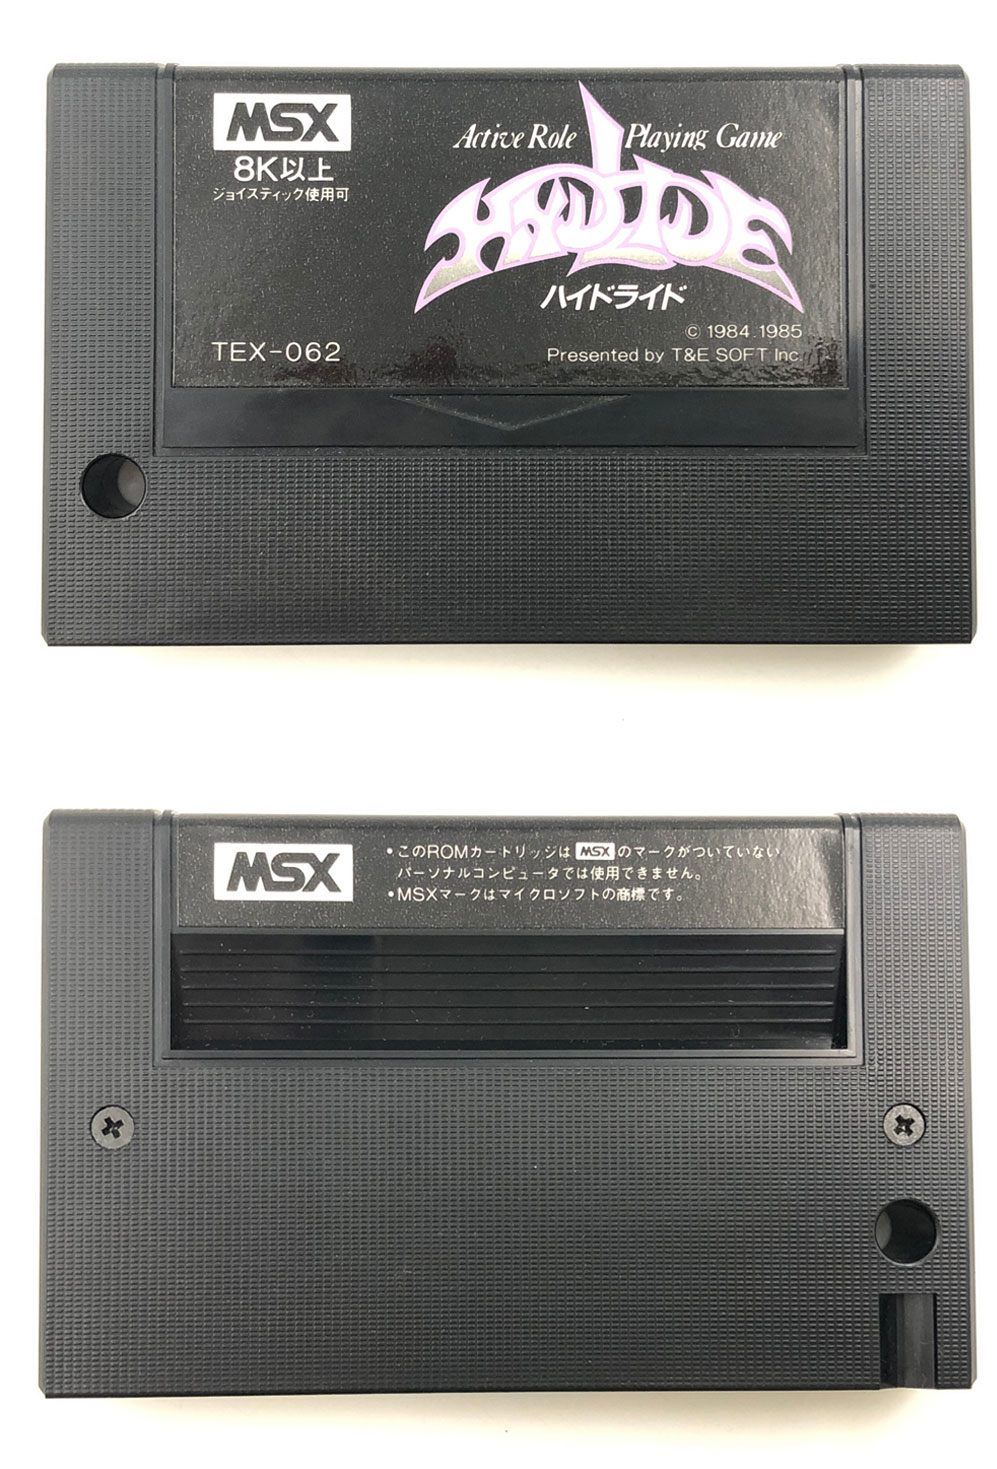 MSX
8K以上
ジョイスティック使用可
Active Role Playing Game
HYDLIDE
ハイドライド
© 1984.1985
TEX-062
Presented by T&E SOFT Inc.
MSX
•このROMカートリッジは MSX のマークがついていない
パーソナルコンピュータでは使用できません。
•MSXマークはマイクロソフトの商標です。